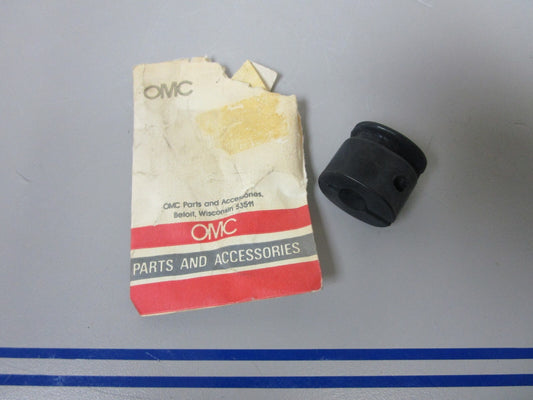 OMC
OMC Parts and Accessories,
Beloit, Wisconsin 53511
OMC
PARTS AND ACCESSORIES